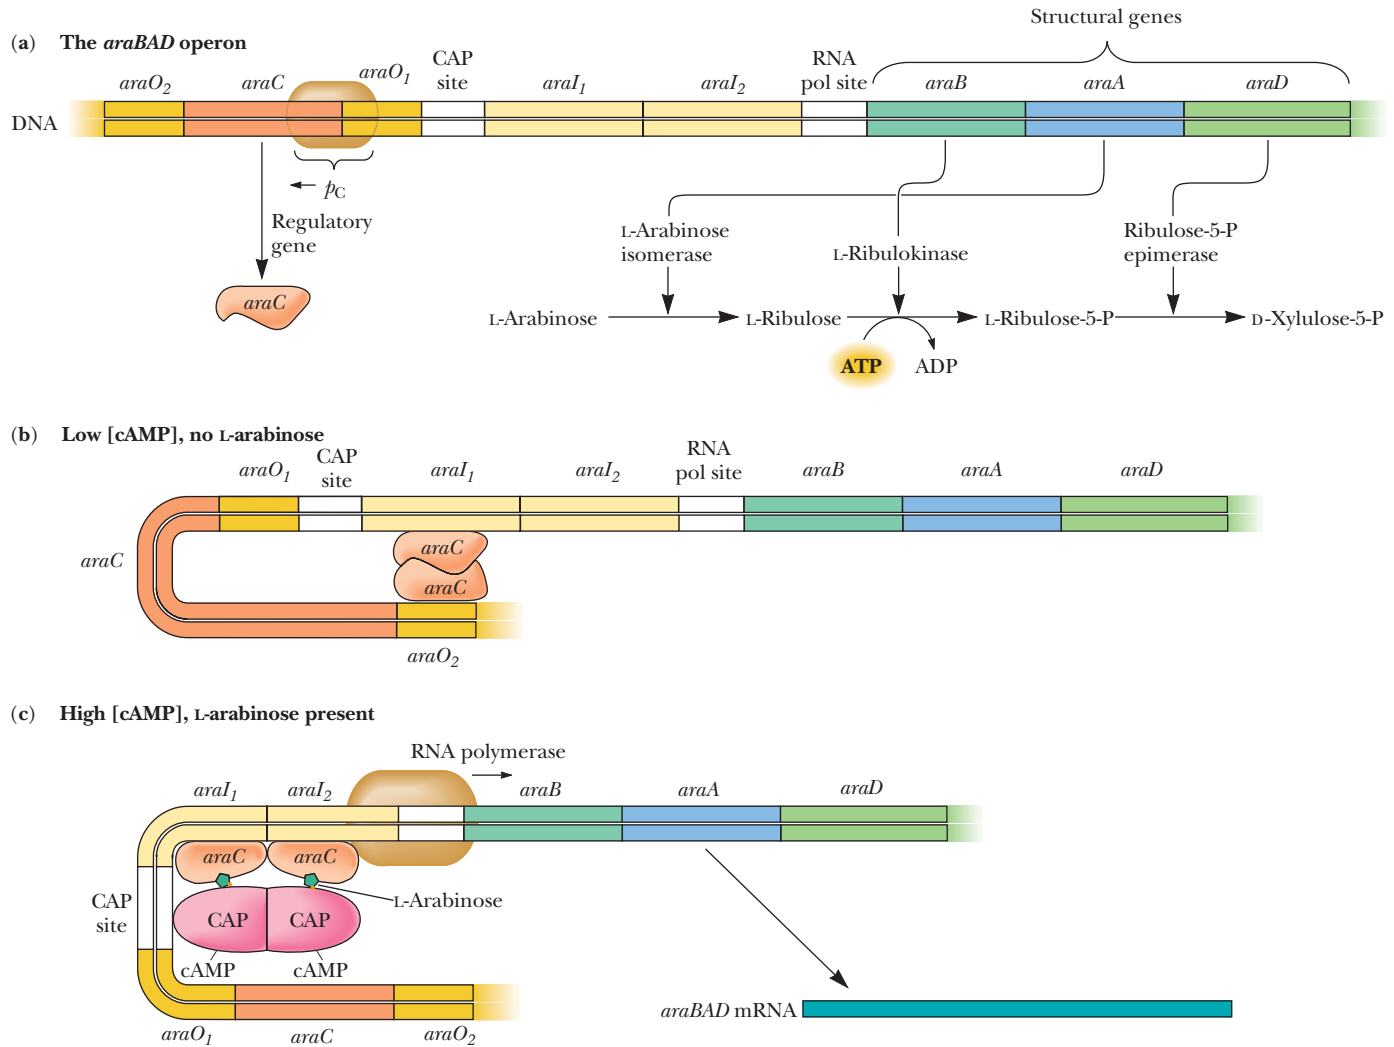 (a) The araBAD operon
Structural genes
araO2 araC araO1 CAP site araI1 araI2 RNA pol site araB araA araD
DNA
pC
Regulatory
gene
araC
L-Arabinose
isomerase
L-Ribulokinase
Ribulose-5-P
epimerase
L-Arabinose L-Ribulose L-Ribulose-5-P D-Xylulose-5-P
ATP ADP
(b) Low [cAMP], no L-arabinose
araO1 CAP site araI1 araI2 RNA pol site araB araA araD
araC
araC
araC
araO2
(c) High [cAMP], L-arabinose present
RNA polymerase
araI1 araI2 araB araA araD
araC araC
CAP
site
L-Arabinose
CAP CAP
cAMP cAMP
araO1 araC araO2
araBAD mRNA